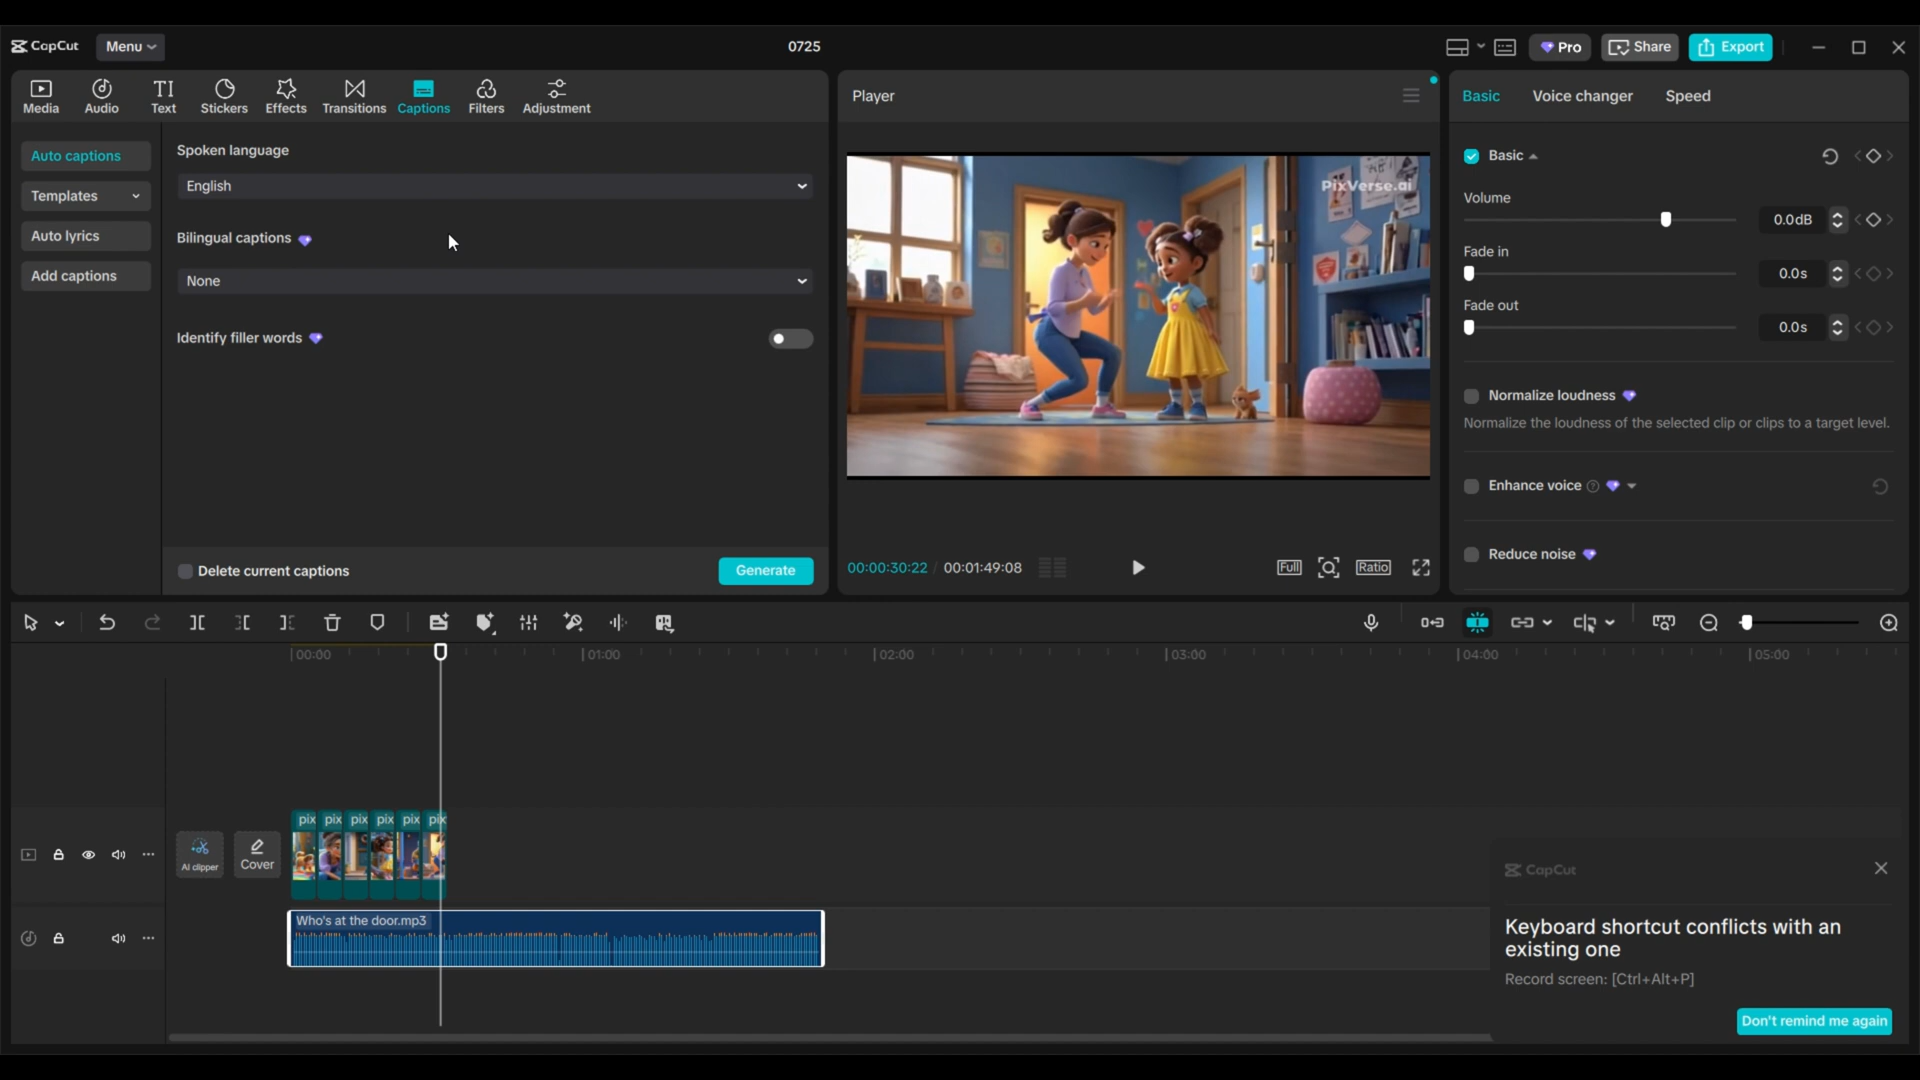 CapCut
Menu
0725
Pro
Share
Export
Media
Audio
TI
Text
Stickers
Effects
Transitions
Captions
Filters
Adjustment
Auto captions
Templates
Auto lyrics
Add captions
Spoken language
English
Bilingual captions
None
Identify filler words
Delete current captions
Generate
Player
PixVerse.ai
00:00:30:22 / 00:01:49:08
Full
Ratio
Basic
Voice changer
Speed
Basic
Volume
0.0dB
Fade in
0.0s
Fade out
0.0s
Normalize loudness
Normalize the loudness of the selected clip or clips to a target level.
Enhance voice
Reduce noise
00:00
01:00
02:00
03:00
04:00
05:00
AI clipper
Cover
pix
pix
pix
pix
pix
pix
Who's at the door.mp3
CapCut
Keyboard shortcut conflicts with an
existing one
Record screen: [Ctrl+Alt+P]
Don't remind me again